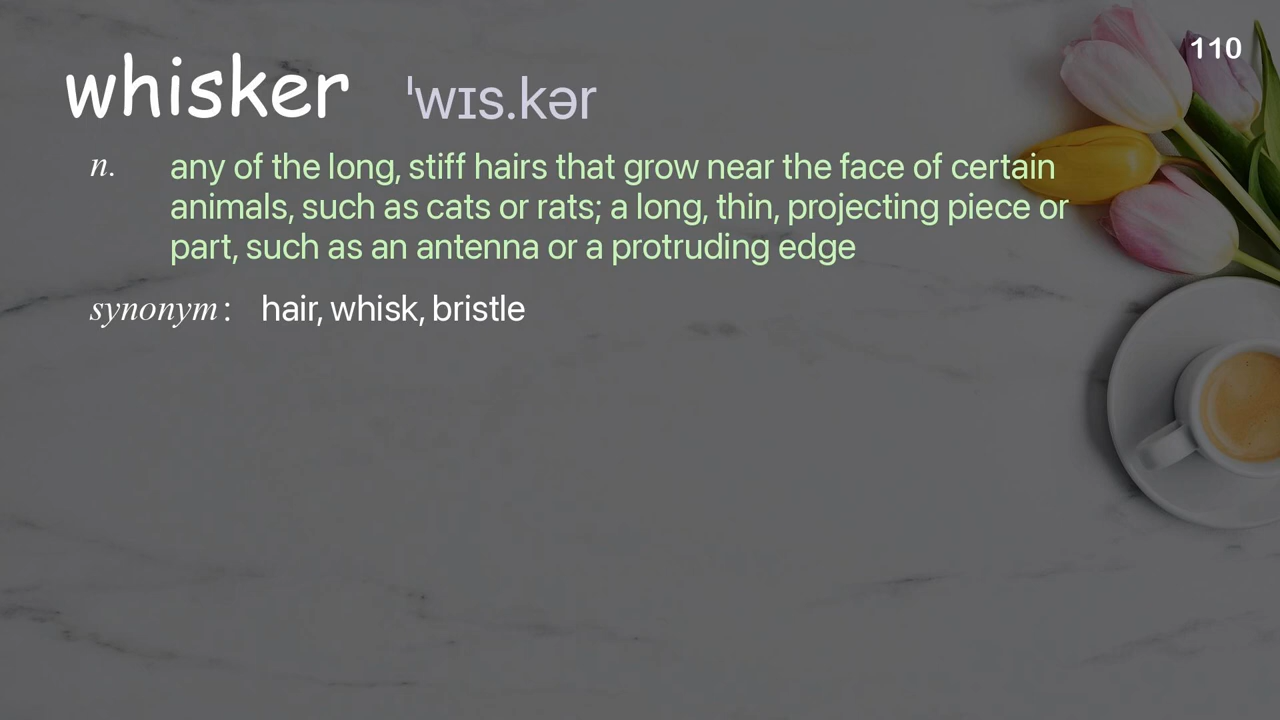 110
whisker ˈwɪs.kər
n. any of the long, stiff hairs that grow near the face of certain
animals, such as cats or rats; a long, thin, projecting piece or
part, such as an antenna or a protruding edge
synonym: hair, whisk, bristle